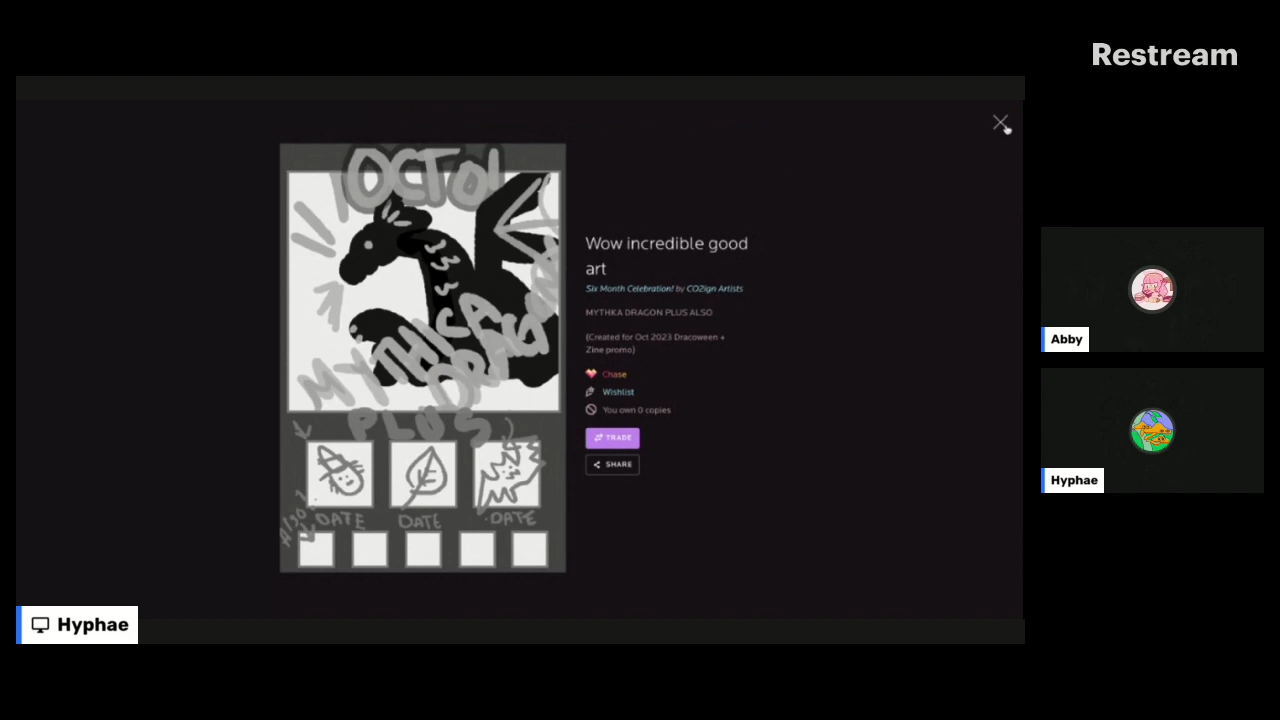 Restream
!OCTO!
MYTHICA
DRAGON
PLUS
Also?
DATE
DATE
DATE
Wow incredible good
art
Six Month Celebration! by CO2ign Artists
MYTHKA DRAGON PLUS ALSO
(Created for Oct 2023 Dracoween +
Zine promo)
Chase
Wishlist
You own 0 copies
TRADE
SHARE
Abby
Hyphae
Hyphae